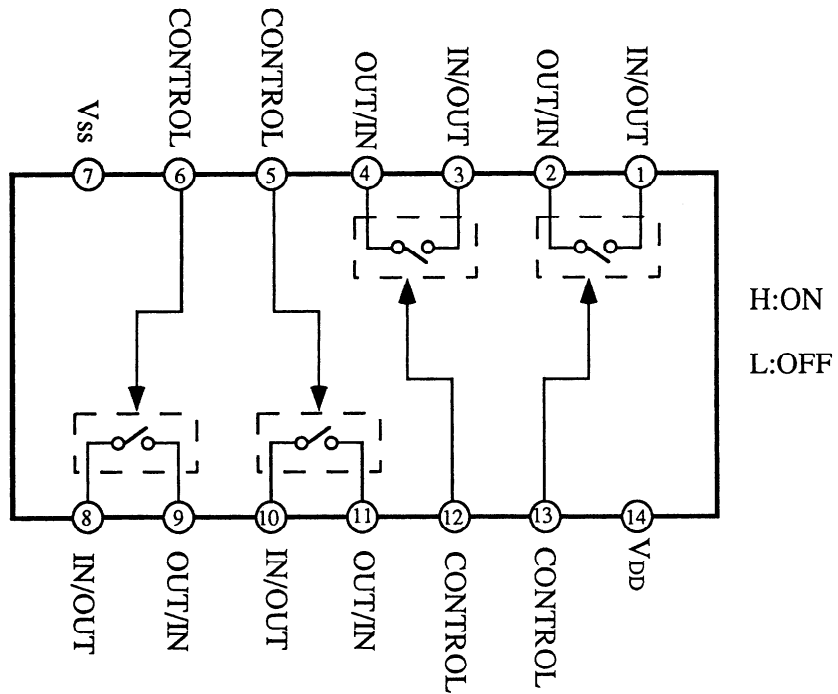 VSS
CONTROL
CONTROL
OUT/IN
IN/OUT
OUT/IN
IN/OUT
7
6
5
4
3
2
1
H:ON
L:OFF
8
9
10
11
12
13
14
IN/OUT
OUT/IN
IN/OUT
OUT/IN
CONTROL
CONTROL
VDD